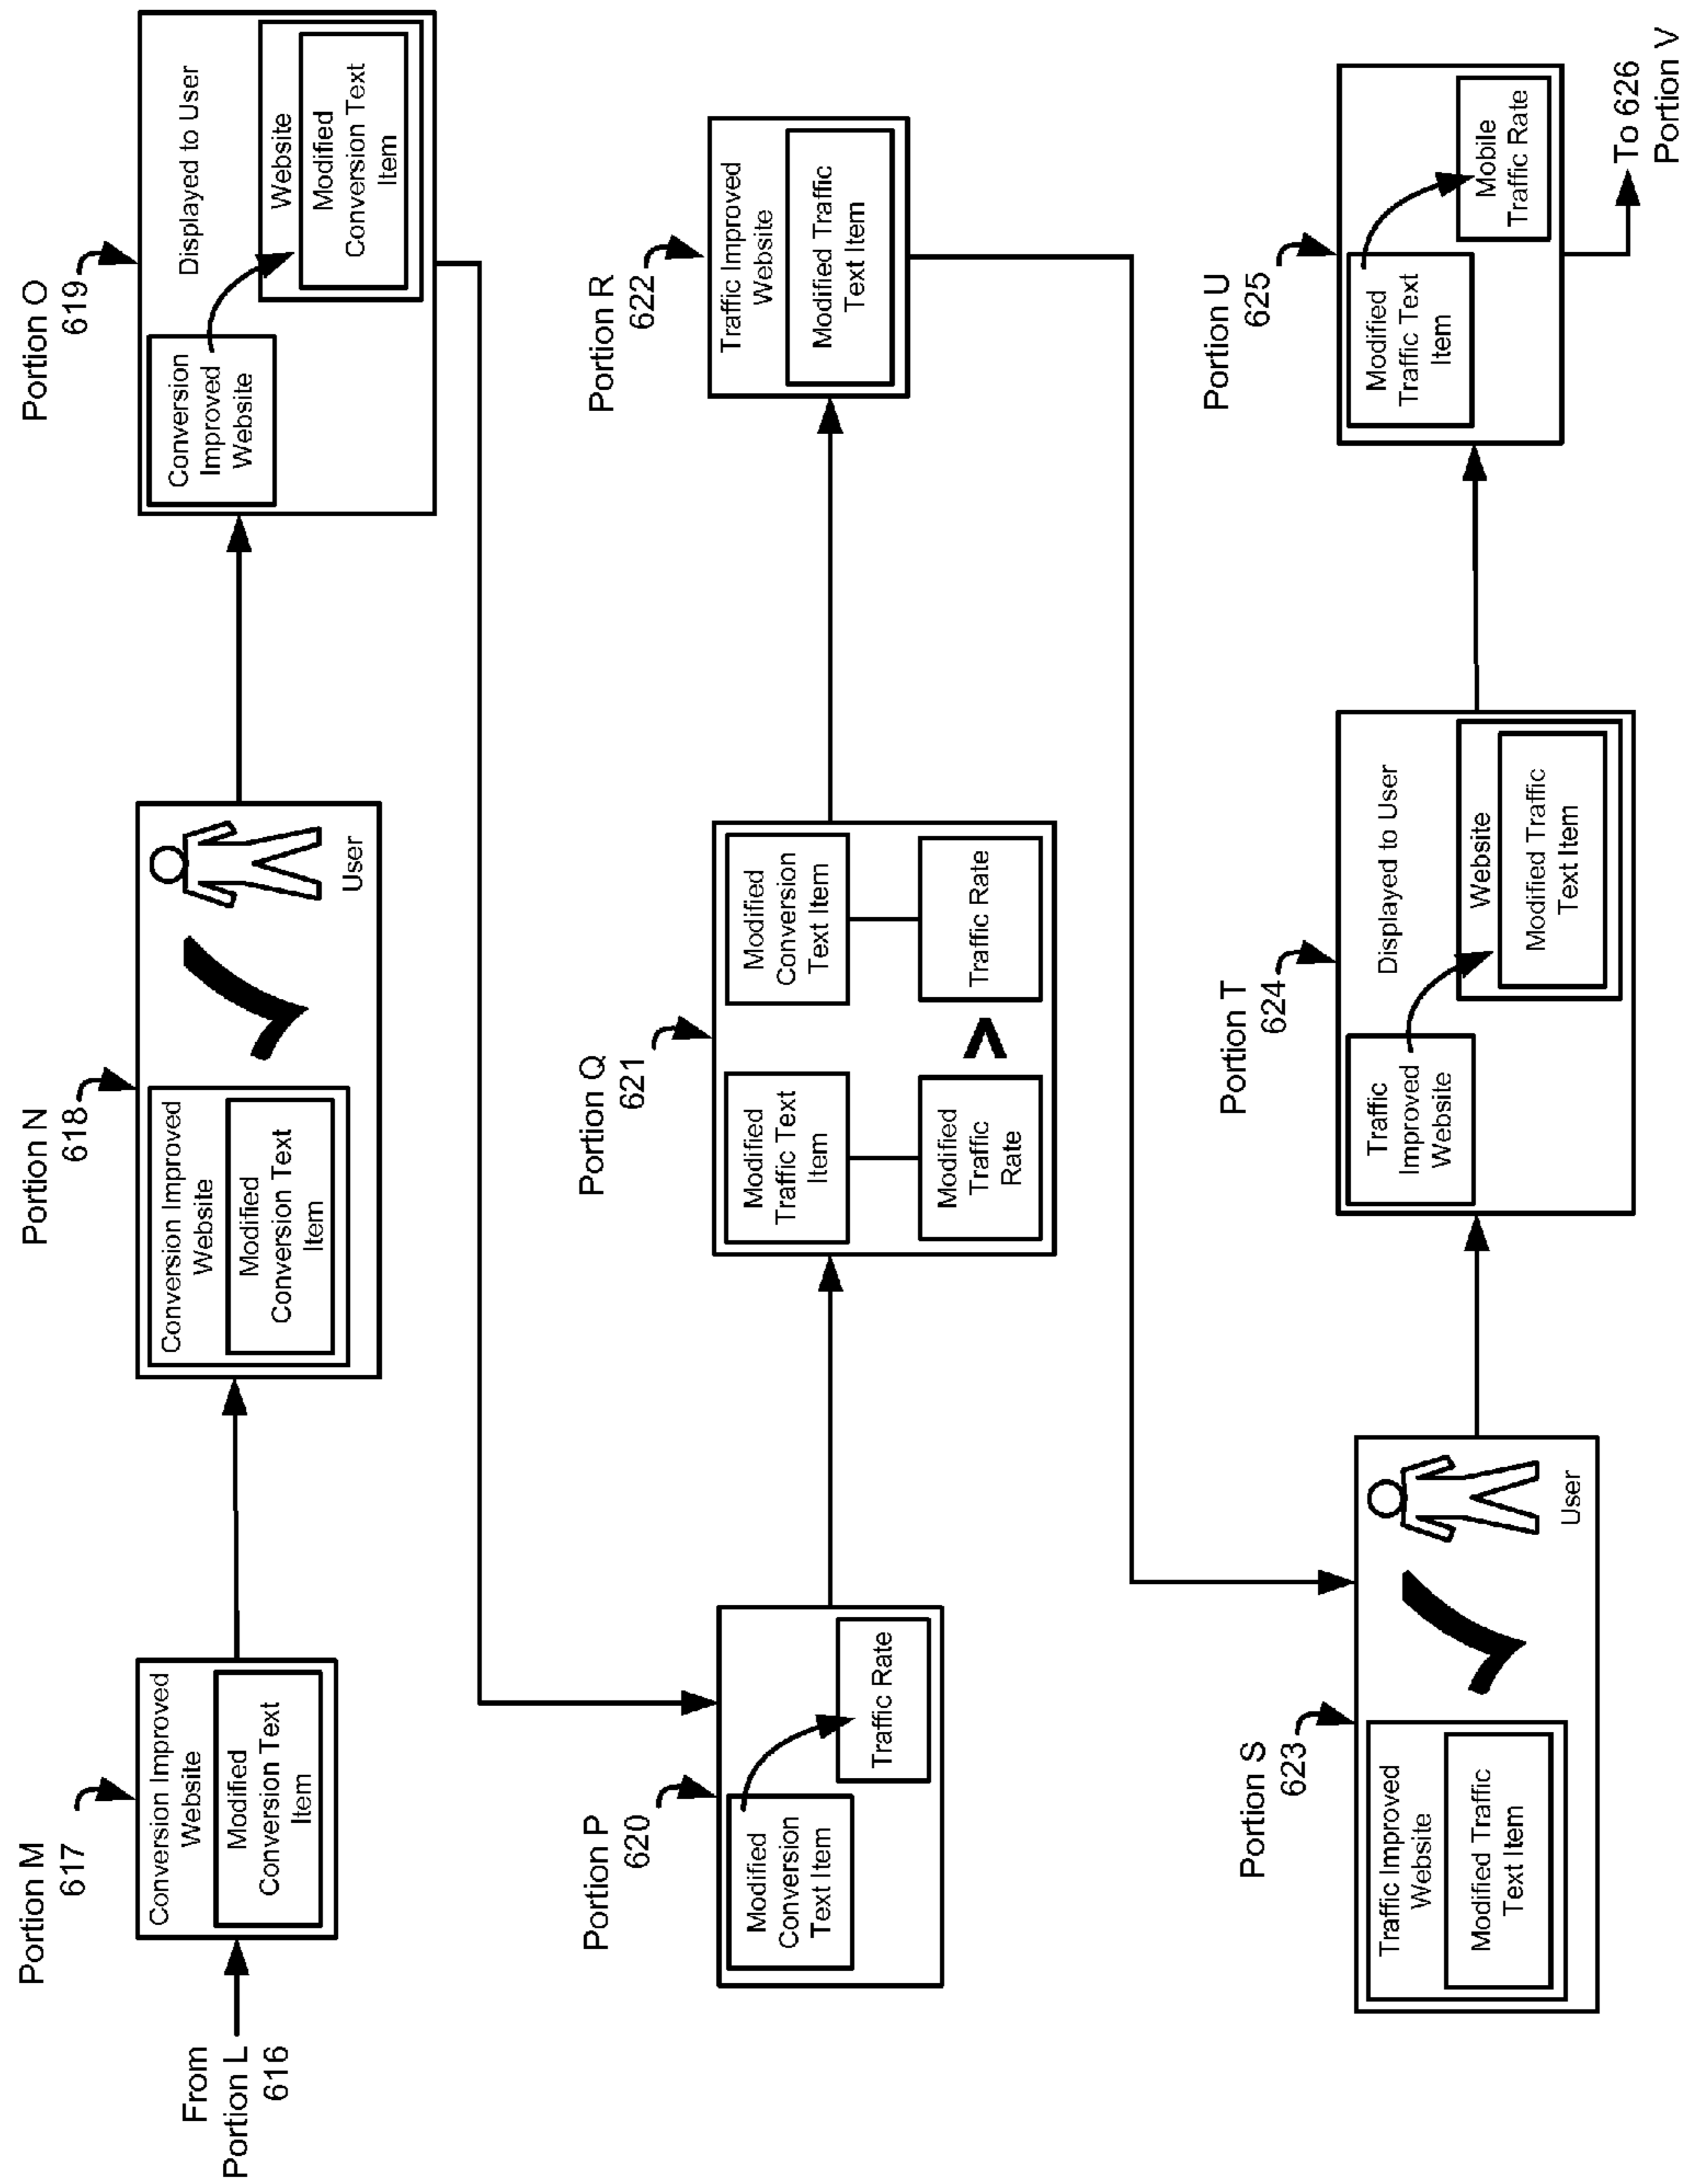 From
Portion L
616
Portion M
617
Conversion Improved
Website
Modified
Conversion Text
Item
Portion N
618
Conversion Improved
Website
Modified
Conversion Text
Item
User
Portion O
619
Conversion
Improved
Website
Displayed to User
Website
Modified
Conversion Text
Item
Portion P
620
Modified
Conversion
Text Item
Traffic Rate
Portion Q
621
Modified
Traffic Text
Item
Modified
Traffic
Rate
>
Modified
Conversion
Text Item
Traffic Rate
Portion R
622
Traffic Improved
Website
Modified Traffic
Text Item
Portion S
623
Traffic Improved
Website
Modified Traffic
Text Item
User
Portion T
624
Traffic
Improved
Website
Displayed to User
Website
Modified Traffic
Text Item
Portion U
625
Modified
Traffic Text
Item
Mobile
Traffic Rate
To 626
Portion V